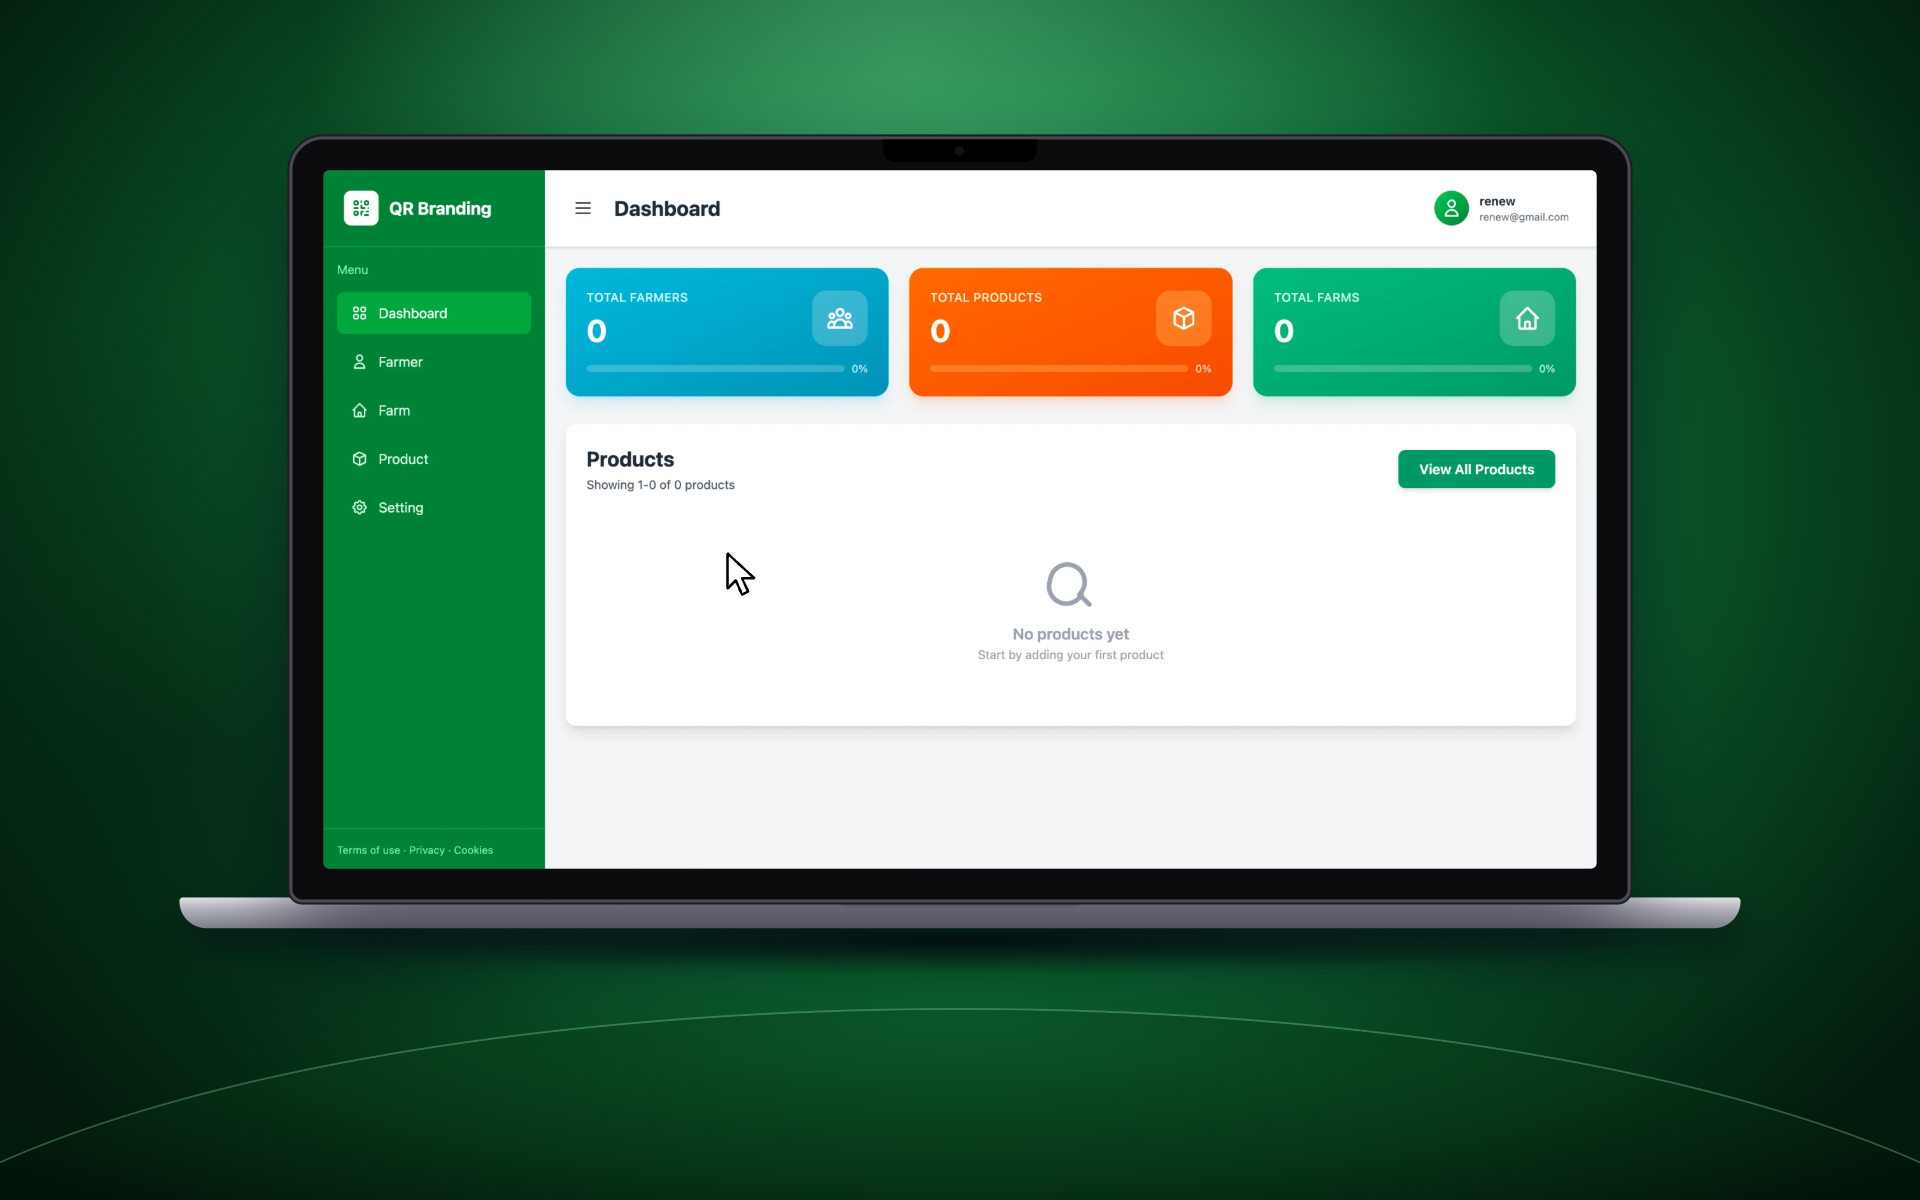 QR Branding
Menu
Dashboard
Farmer
Farm
Product
Setting
Terms of use · Privacy · Cookies
Dashboard
renew
renew@gmail.com
TOTAL FARMERS
0
0%
TOTAL PRODUCTS
0
0%
TOTAL FARMS
0
0%
Products
Showing 1-0 of 0 products
View All Products
No products yet
Start by adding your first product